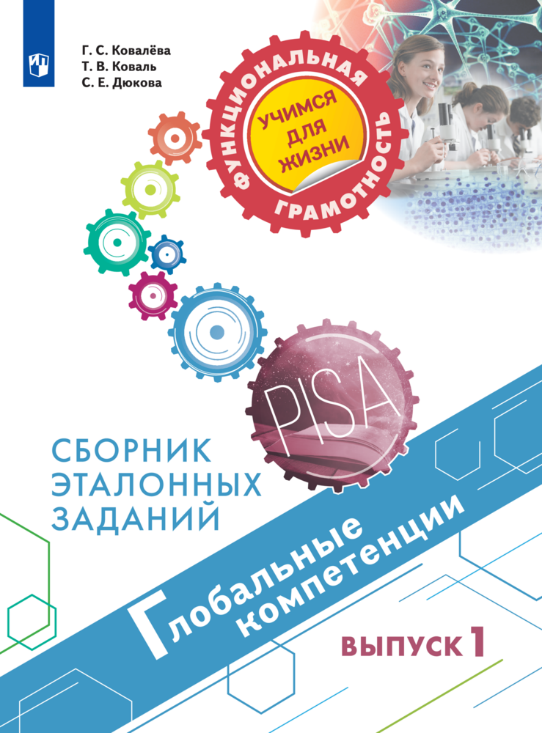 Г. С. Ковалёва
Т. В. Коваль
С. Е. Дюкова
ФУНКЦИОНАЛЬНАЯ
ГРАМОТНОСТЬ
УЧИМСЯ
ДЛЯ
ЖИЗНИ
PISA
СБОРНИК
ЭТАЛОННЫХ
ЗАДАНИЙ
Глобальные
компетенции
ВЫПУСК 1